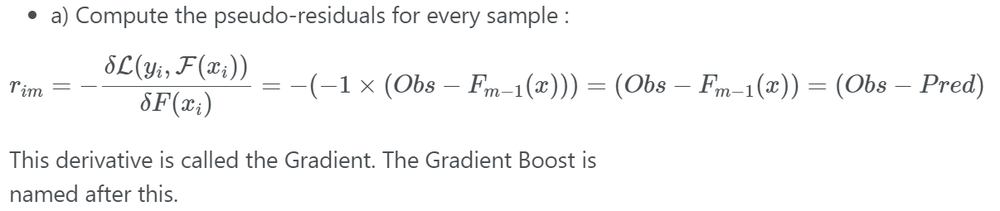 • a) Compute the pseudo-residuals for every sample :
r_{im} = -\frac{\delta \mathcal{L}(y_i, \mathcal{F}(x_i))}{\delta F(x_i)} = -(-1 \times (Obs - F_{m-1}(x))) = (Obs - F_{m-1}(x)) = (Obs - Pred)
This derivative is called the Gradient. The Gradient Boost is
named after this.